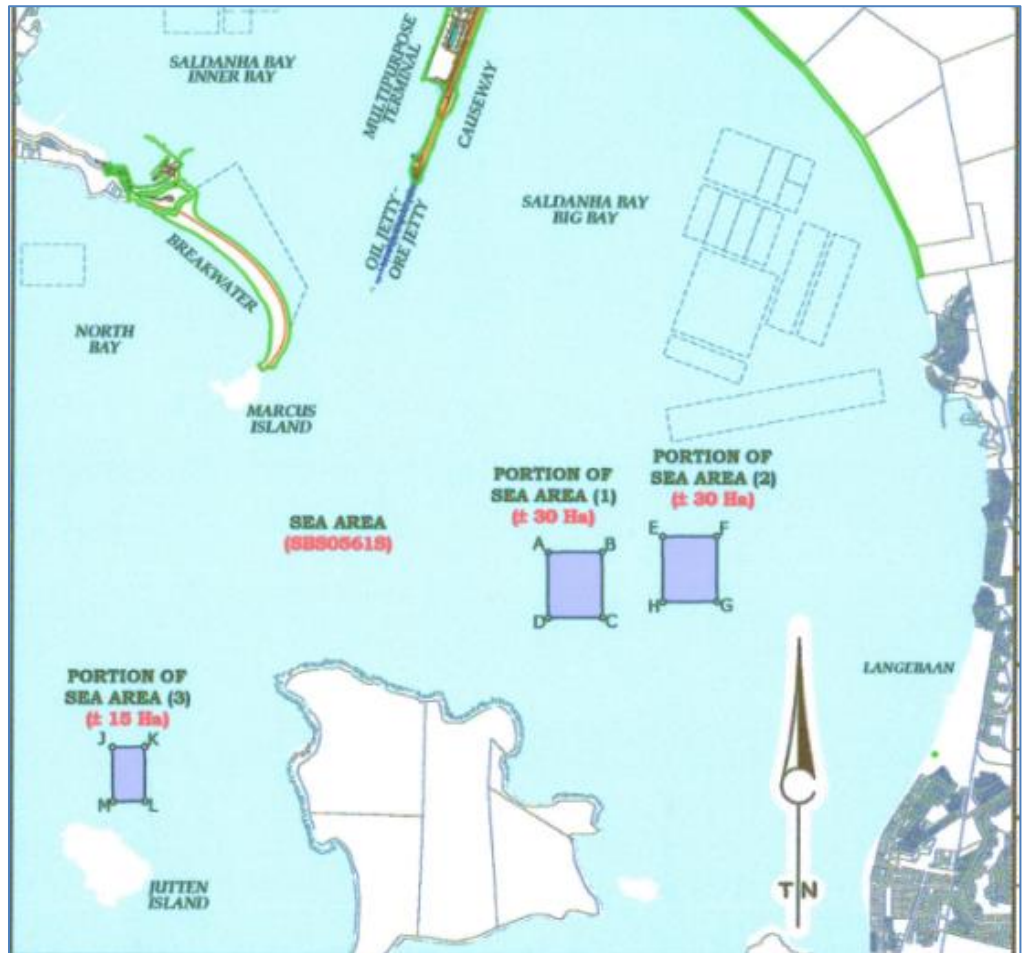 SALDANHA BAY
INNER BAY
MULTIPURPOSE
TERMINAL
CAUSEWAY
OIL JETTY
ORE JETTY
SALDANHA BAY
BIG BAY
BREAKWATER
NORTH
BAY
MARCUS
ISLAND
PORTION OF
SEA AREA (1)
(± 30 Ha)
PORTION OF
SEA AREA (2)
(± 30 Ha)
SEA AREA
(SBS0561S)
A
B
D
C
E
F
H
G
LANGEBAAN
PORTION OF
SEA AREA (3)
(± 15 Ha)
J
K
M
L
JUTTEN
ISLAND
TN